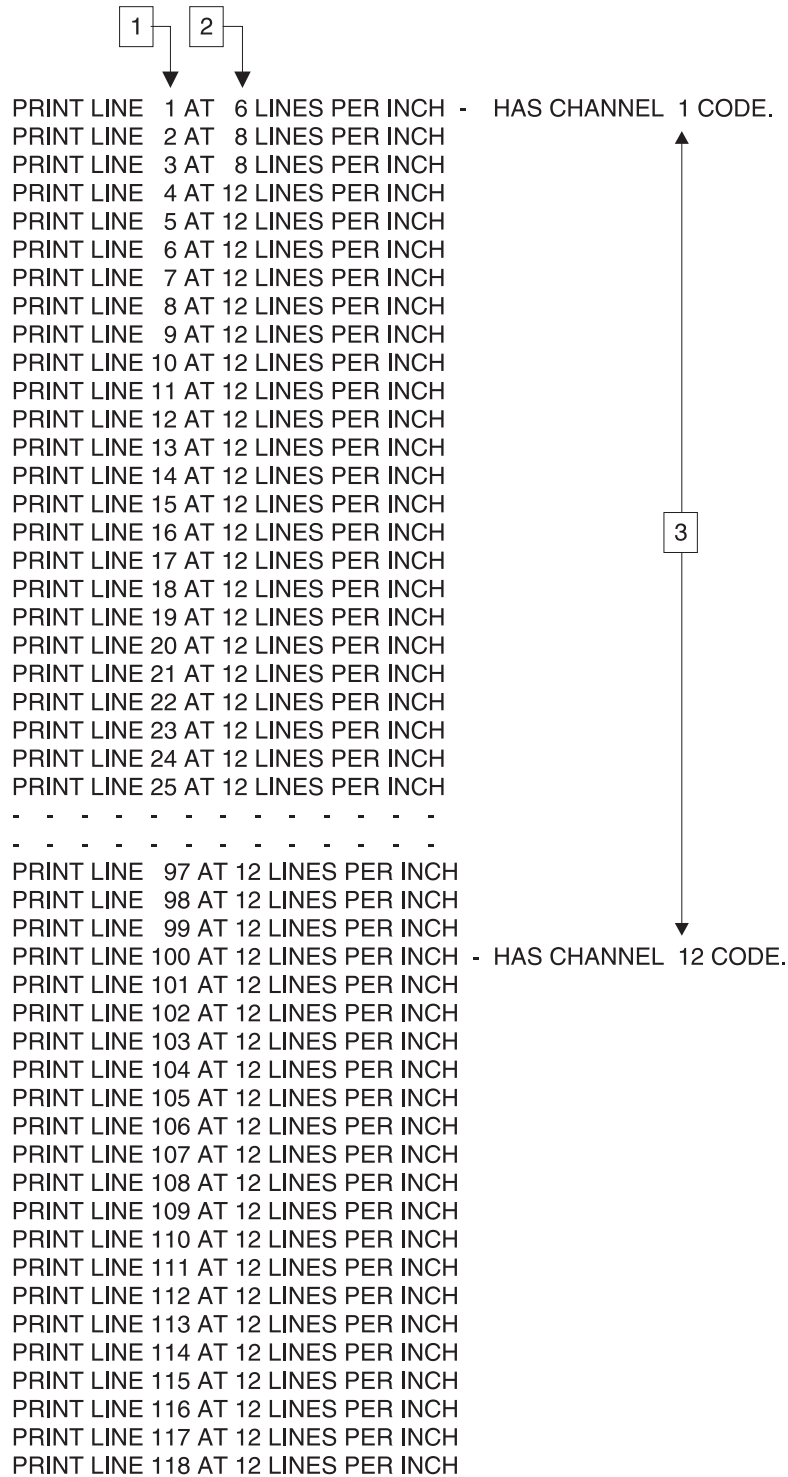 1 2
PRINT LINE 1 AT 6 LINES PER INCH - HAS CHANNEL 1 CODE.
PRINT LINE 2 AT 8 LINES PER INCH
PRINT LINE 3 AT 8 LINES PER INCH
PRINT LINE 4 AT 12 LINES PER INCH
PRINT LINE 5 AT 12 LINES PER INCH
PRINT LINE 6 AT 12 LINES PER INCH
PRINT LINE 7 AT 12 LINES PER INCH
PRINT LINE 8 AT 12 LINES PER INCH
PRINT LINE 9 AT 12 LINES PER INCH
PRINT LINE 10 AT 12 LINES PER INCH
PRINT LINE 11 AT 12 LINES PER INCH
PRINT LINE 12 AT 12 LINES PER INCH
PRINT LINE 13 AT 12 LINES PER INCH
PRINT LINE 14 AT 12 LINES PER INCH
PRINT LINE 15 AT 12 LINES PER INCH
PRINT LINE 16 AT 12 LINES PER INCH
3
PRINT LINE 17 AT 12 LINES PER INCH
PRINT LINE 18 AT 12 LINES PER INCH
PRINT LINE 19 AT 12 LINES PER INCH
PRINT LINE 20 AT 12 LINES PER INCH
PRINT LINE 21 AT 12 LINES PER INCH
PRINT LINE 22 AT 12 LINES PER INCH
PRINT LINE 23 AT 12 LINES PER INCH
PRINT LINE 24 AT 12 LINES PER INCH
PRINT LINE 25 AT 12 LINES PER INCH
- - - - - - - - - - - - -
- - - - - - - - - - - - -
PRINT LINE 97 AT 12 LINES PER INCH
PRINT LINE 98 AT 12 LINES PER INCH
PRINT LINE 99 AT 12 LINES PER INCH
PRINT LINE 100 AT 12 LINES PER INCH - HAS CHANNEL 12 CODE.
PRINT LINE 101 AT 12 LINES PER INCH
PRINT LINE 102 AT 12 LINES PER INCH
PRINT LINE 103 AT 12 LINES PER INCH
PRINT LINE 104 AT 12 LINES PER INCH
PRINT LINE 105 AT 12 LINES PER INCH
PRINT LINE 106 AT 12 LINES PER INCH
PRINT LINE 107 AT 12 LINES PER INCH
PRINT LINE 108 AT 12 LINES PER INCH
PRINT LINE 109 AT 12 LINES PER INCH
PRINT LINE 110 AT 12 LINES PER INCH
PRINT LINE 111 AT 12 LINES PER INCH
PRINT LINE 112 AT 12 LINES PER INCH
PRINT LINE 113 AT 12 LINES PER INCH
PRINT LINE 114 AT 12 LINES PER INCH
PRINT LINE 115 AT 12 LINES PER INCH
PRINT LINE 116 AT 12 LINES PER INCH
PRINT LINE 117 AT 12 LINES PER INCH
PRINT LINE 118 AT 12 LINES PER INCH